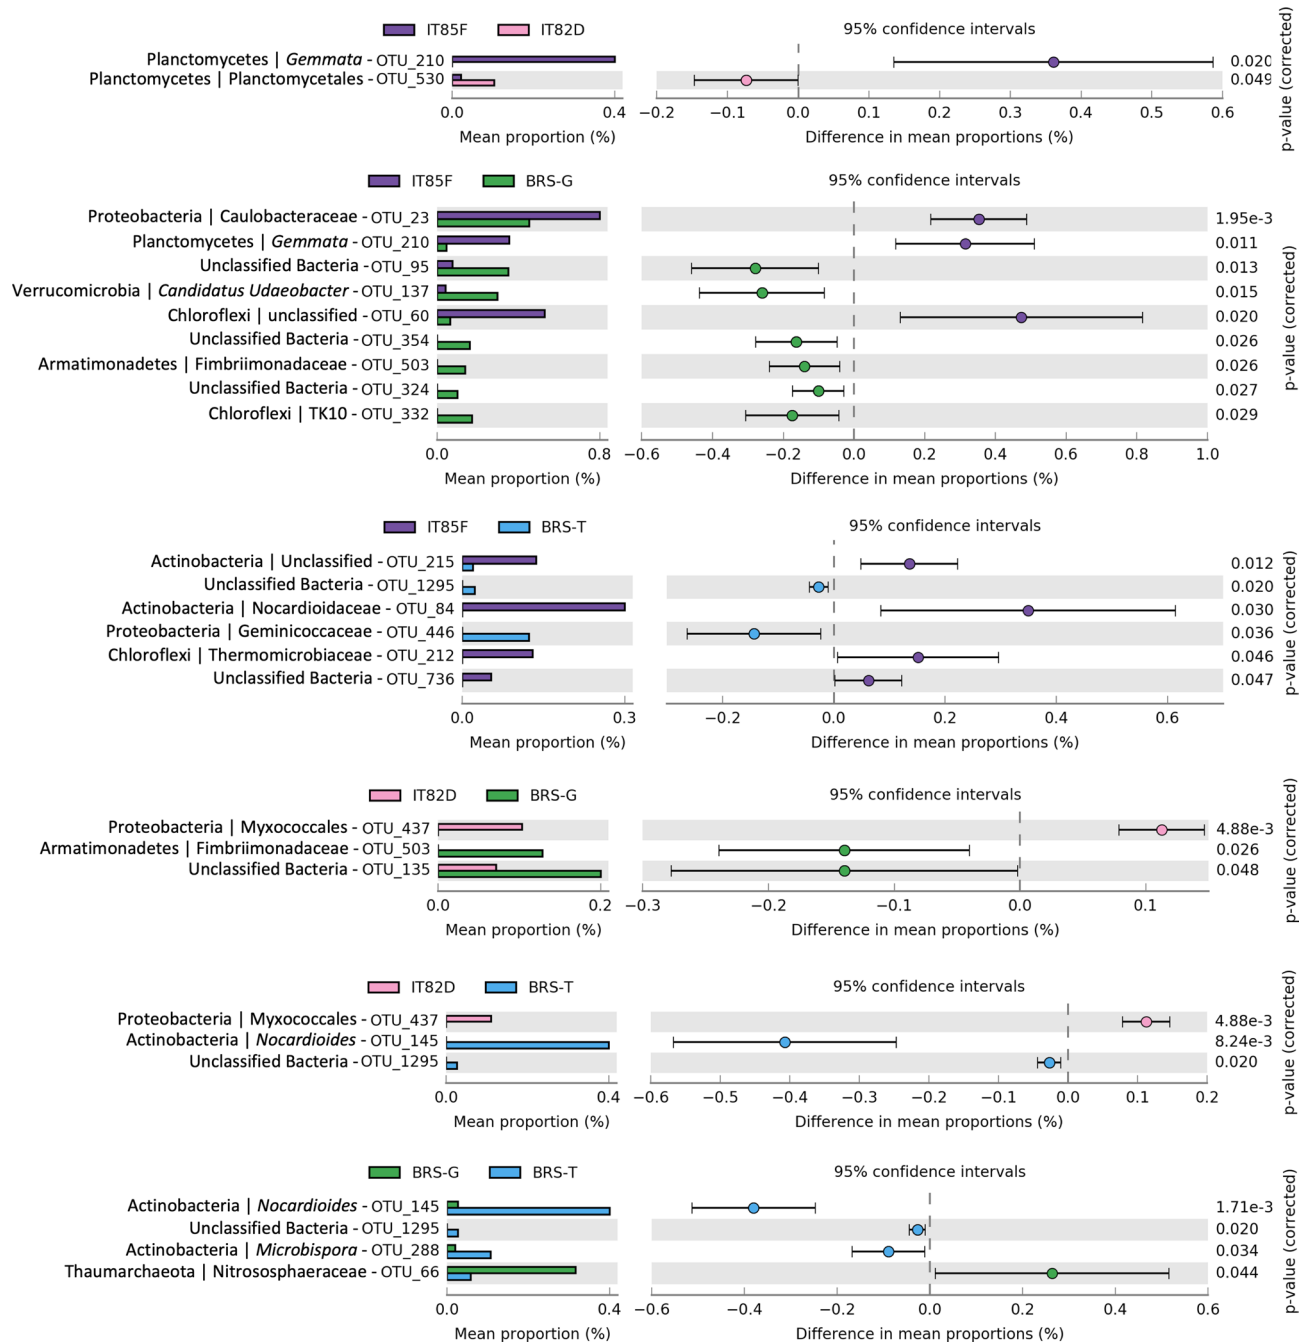 IT85F IT82D 95% confidence intervals
Planctomycetes | Gemmata - OTU_210 0.020
Planctomycetes | Planctomycetales - OTU_530 0.049
p-value (corrected)
0.0 0.4 −0.2 −0.1 0.0 0.1 0.2 0.3 0.4 0.5 0.6
Mean proportion (%) Difference in mean proportions (%)
IT85F BRS-G 95% confidence intervals
Proteobacteria | Caulobacteraceae - OTU_23 1.95e-3
Planctomycetes | Gemmata - OTU_210 0.011
Unclassified Bacteria - OTU_95 0.013
Verrucomicrobia | Candidatus Udaeobacter - OTU_137 0.015
Chloroflexi | unclassified - OTU_60 0.020
Unclassified Bacteria - OTU_354 0.026
Armatimonadetes | Fimbriimonadaceae - OTU_503 0.026
Unclassified Bacteria - OTU_324 0.027
Chloroflexi | TK10 - OTU_332 0.029
p-value (corrected)
0.0 0.8 −0.6 −0.4 −0.2 0.0 0.2 0.4 0.6 0.8 1.0
Mean proportion (%) Difference in mean proportions (%)
IT85F BRS-T 95% confidence intervals
Actinobacteria | Unclassified - OTU_215 0.012
Unclassified Bacteria - OTU_1295 0.020
Actinobacteria | Nocardioidaceae - OTU_84 0.030
Proteobacteria | Geminicoccaceae - OTU_446 0.036
Chloroflexi | Thermomicrobiaceae - OTU_212 0.046
Unclassified Bacteria - OTU_736 0.047
p-value (corrected)
0.0 0.3 −0.2 0.0 0.2 0.4 0.6
Mean proportion (%) Difference in mean proportions (%)
IT82D BRS-G 95% confidence intervals
Proteobacteria | Myxococcales - OTU_437 4.88e-3
Armatimonadetes | Fimbriimonadaceae - OTU_503 0.026
Unclassified Bacteria - OTU_135 0.048
p-value (corrected)
0.0 0.2 −0.3 −0.2 −0.1 0.0 0.1
Mean proportion (%) Difference in mean proportions (%)
IT82D BRS-T 95% confidence intervals
Proteobacteria | Myxococcales - OTU_437 4.88e-3
Actinobacteria | Nocardioides - OTU_145 8.24e-3
Unclassified Bacteria - OTU_1295 0.020
p-value (corrected)
0.0 0.4 −0.6 −0.5 −0.4 −0.3 −0.2 −0.1 0.0 0.1 0.2
Mean proportion (%) Difference in mean proportions (%)
BRS-G BRS-T 95% confidence intervals
Actinobacteria | Nocardioides - OTU_145 1.71e-3
Unclassified Bacteria - OTU_1295 0.020
Actinobacteria | Microbispora - OTU_288 0.034
Thaumarchaeota | Nitrososphaeraceae - OTU_66 0.044
p-value (corrected)
0.0 0.4 −0.6 −0.4 −0.2 0.0 0.2 0.4 0.6
Mean proportion (%) Difference in mean proportions (%)